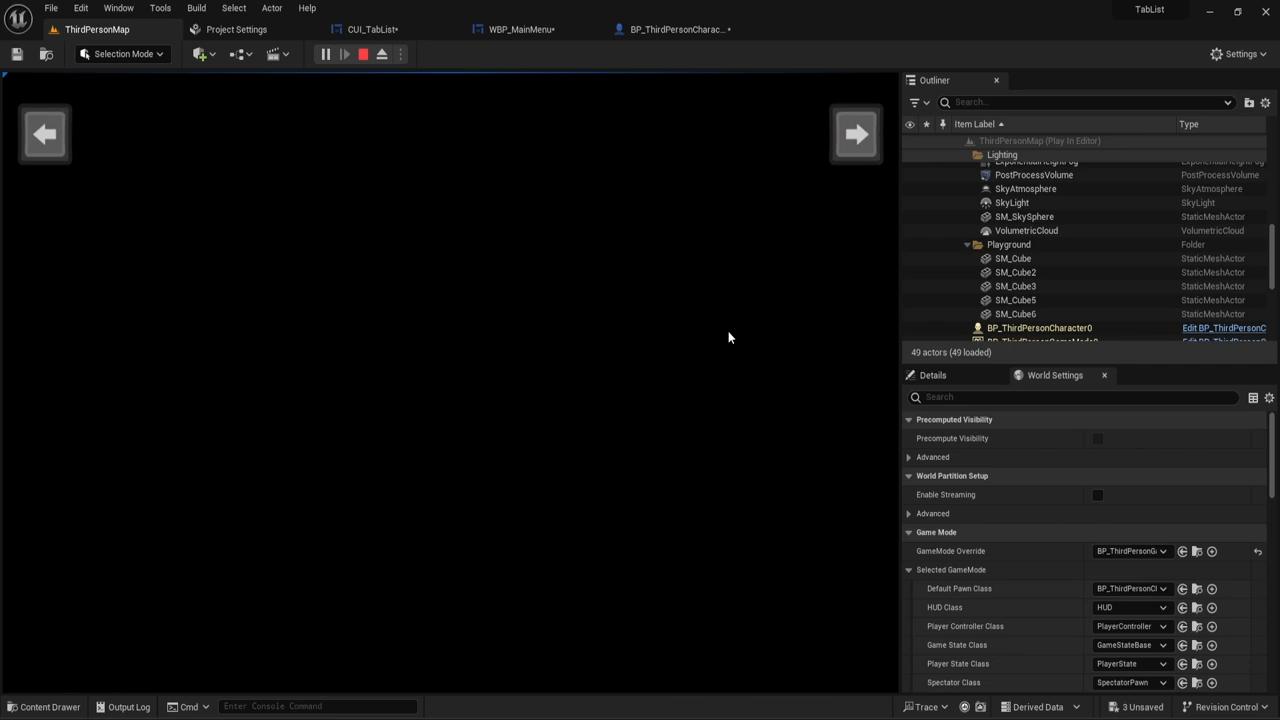 File Edit Window Tools Build Select Actor Help
TabList
ThirdPersonMap
Project Settings
CUI_TabList*
WBP_MainMenu*
BP_ThirdPersonCharac... *
Selection Mode
Settings
Outliner
Search...
Item Label
Type
ThirdPersonMap (Play In Editor)
Lighting
PostProcessVolume PostProcessVolume
SkyAtmosphere SkyAtmosphere
SkyLight SkyLight
SM_SkySphere StaticMeshActor
VolumetricCloud VolumetricCloud
Playground Folder
SM_Cube StaticMeshActor
SM_Cube2 StaticMeshActor
SM_Cube3 StaticMeshActor
SM_Cube5 StaticMeshActor
SM_Cube6 StaticMeshActor
BP_ThirdPersonCharacter0 Edit BP_ThirdPersonC
49 actors (49 loaded)
Details
World Settings
Search
Precomputed Visibility
Precompute Visibility
Advanced
World Partition Setup
Enable Streaming
Advanced
Game Mode
GameMode Override BP_ThirdPersonG
Selected GameMode
Default Pawn Class BP_ThirdPersonCl
HUD Class HUD
Player Controller Class PlayerController
Game State Class GameStateBase
Player State Class PlayerState
Spectator Class SpectatorPawn
Content Drawer
Output Log
Cmd
Enter Console Command
Trace
Derived Data
3 Unsaved
Revision Control